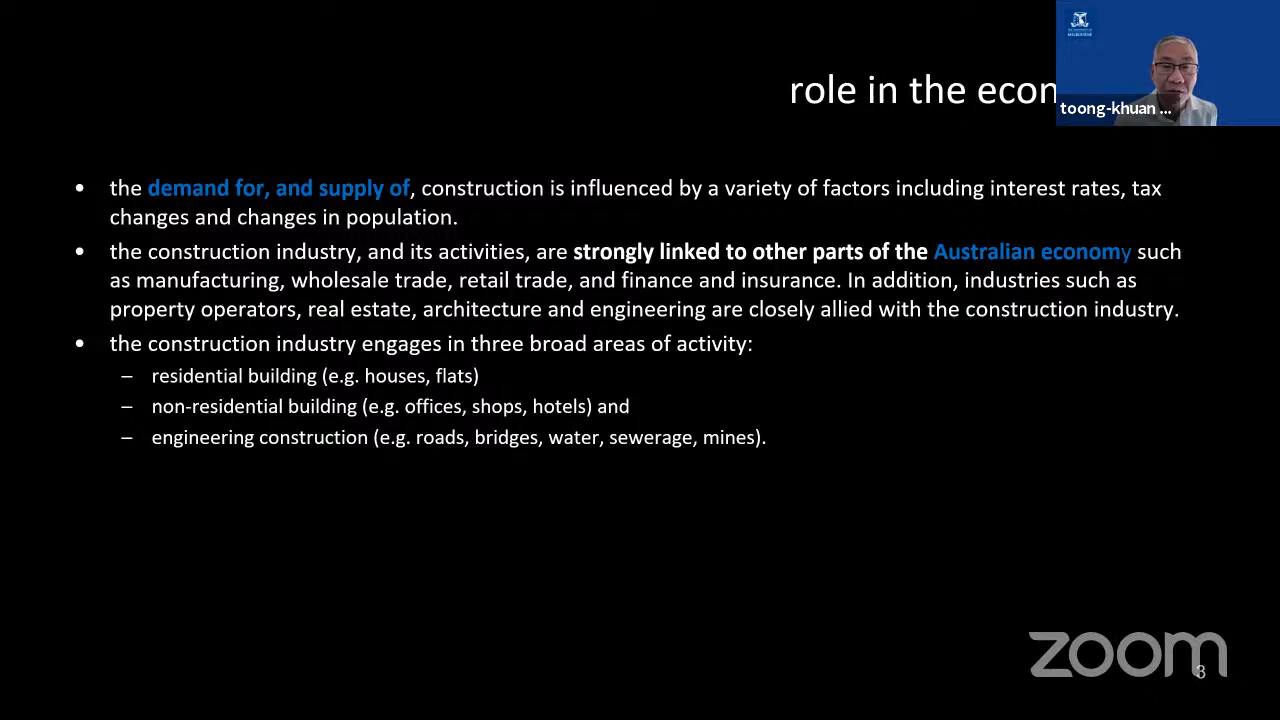 role in the econ
toong-khuan ...
• the demand for, and supply of, construction is influenced by a variety of factors including interest rates, tax
changes and changes in population.
• the construction industry, and its activities, are strongly linked to other parts of the Australian economy such
as manufacturing, wholesale trade, retail trade, and finance and insurance. In addition, industries such as
property operators, real estate, architecture and engineering are closely allied with the construction industry.
• the construction industry engages in three broad areas of activity:
– residential building (e.g. houses, flats)
– non-residential building (e.g. offices, shops, hotels) and
– engineering construction (e.g. roads, bridges, water, sewerage, mines).
zoom
3